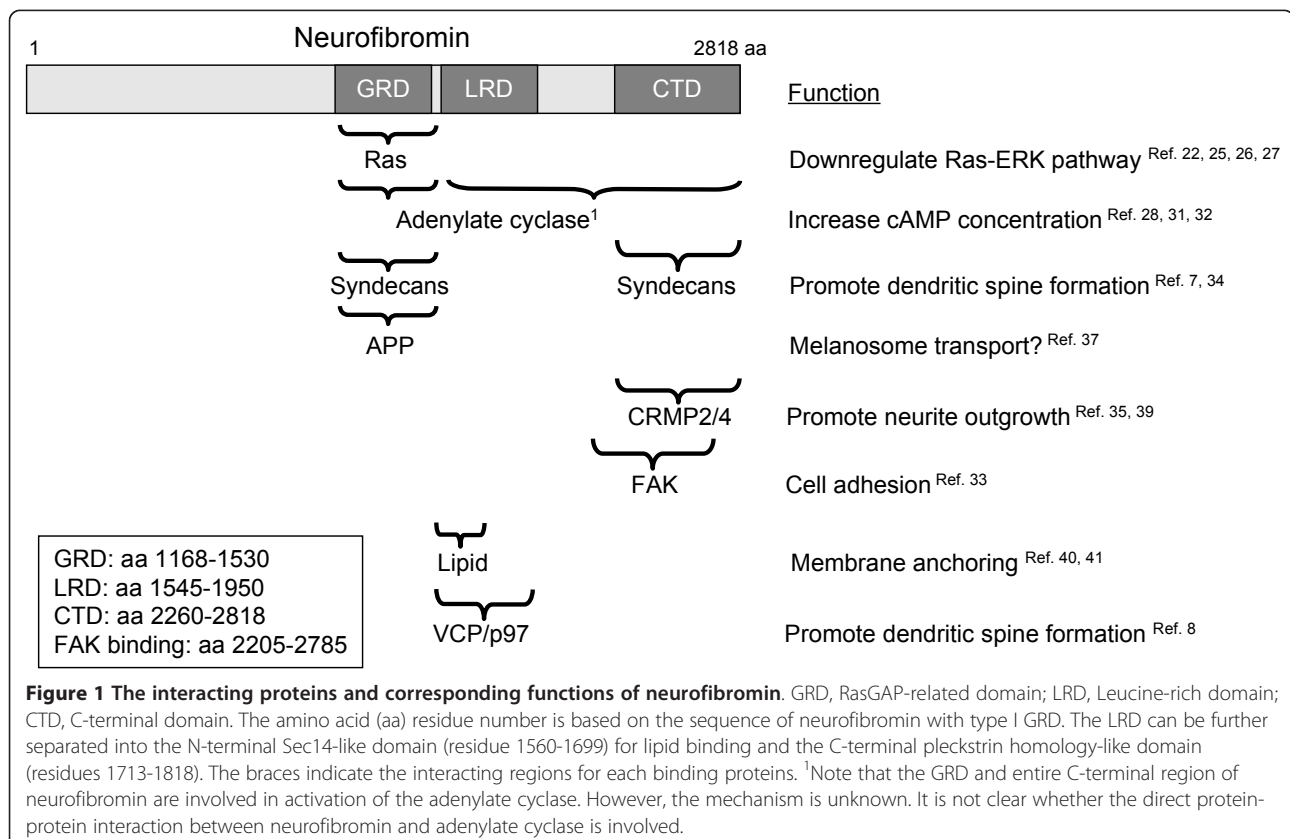 Neurofibromin
1 2818 aa
GRD LRD CTD
Function
Ras Downregulate Ras-ERK pathway Ref. 22, 25, 26, 27
Adenylate cyclase1 Increase cAMP concentration Ref. 28, 31, 32
Syndecans Syndecans Promote dendritic spine formation Ref. 7, 34
APP Melanosome transport? Ref. 37
CRMP2/4 Promote neurite outgrowth Ref. 35, 39
FAK Cell adhesion Ref. 33
Lipid Membrane anchoring Ref. 40, 41
VCP/p97 Promote dendritic spine formation Ref. 8
GRD: aa 1168-1530
LRD: aa 1545-1950
CTD: aa 2260-2818
FAK binding: aa 2205-2785
Figure 1 The interacting proteins and corresponding functions of neurofibromin. GRD, RasGAP-related domain; LRD, Leucine-rich domain;
CTD, C-terminal domain. The amino acid (aa) residue number is based on the sequence of neurofibromin with type I GRD. The LRD can be further
separated into the N-terminal Sec14-like domain (residue 1560-1699) for lipid binding and the C-terminal pleckstrin homology-like domain
(residues 1713-1818). The braces indicate the interacting regions for each binding proteins. 1Note that the GRD and entire C-terminal region of
neurofibromin are involved in activation of the adenylate cyclase. However, the mechanism is unknown. It is not clear whether the direct protein-
protein interaction between neurofibromin and adenylate cyclase is involved.